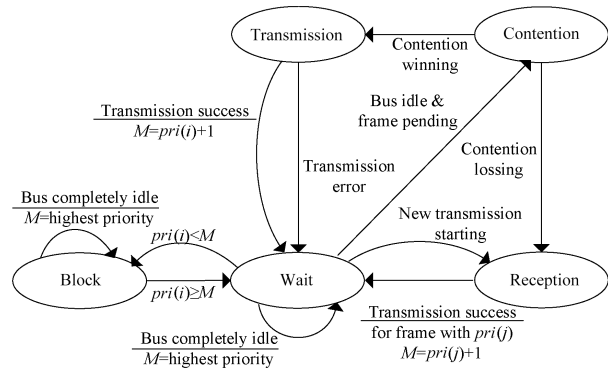 Transmission
Contention
Contention
winning
Transmission success
M=pri(i)+1
Bus idle &
frame pending
Transmission
error
Contention
lossing
Bus completely idle
M=highest priority
pri(i)<M
New transmission
starting
Block
pri(i)≥M
Wait
Reception
Bus completely idle
M=highest priority
Transmission success
for frame with pri(j)
M=pri(j)+1